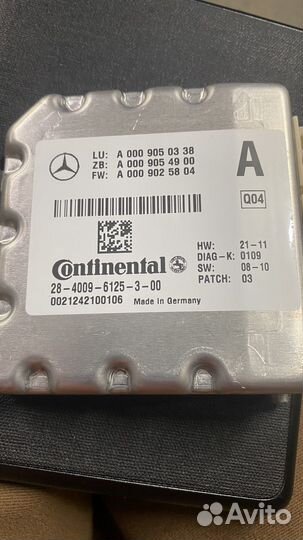 LU: A 000 905 03 38
ZB: A 000 905 49 00
FW: A 000 902 58 04
A
Q04
HW: 21-11
DIAG-K: 0109
SW: 08-10
PATCH: 03
Continental
28-4009-6125-3-00
0021242100106 Made in Germany
Avito